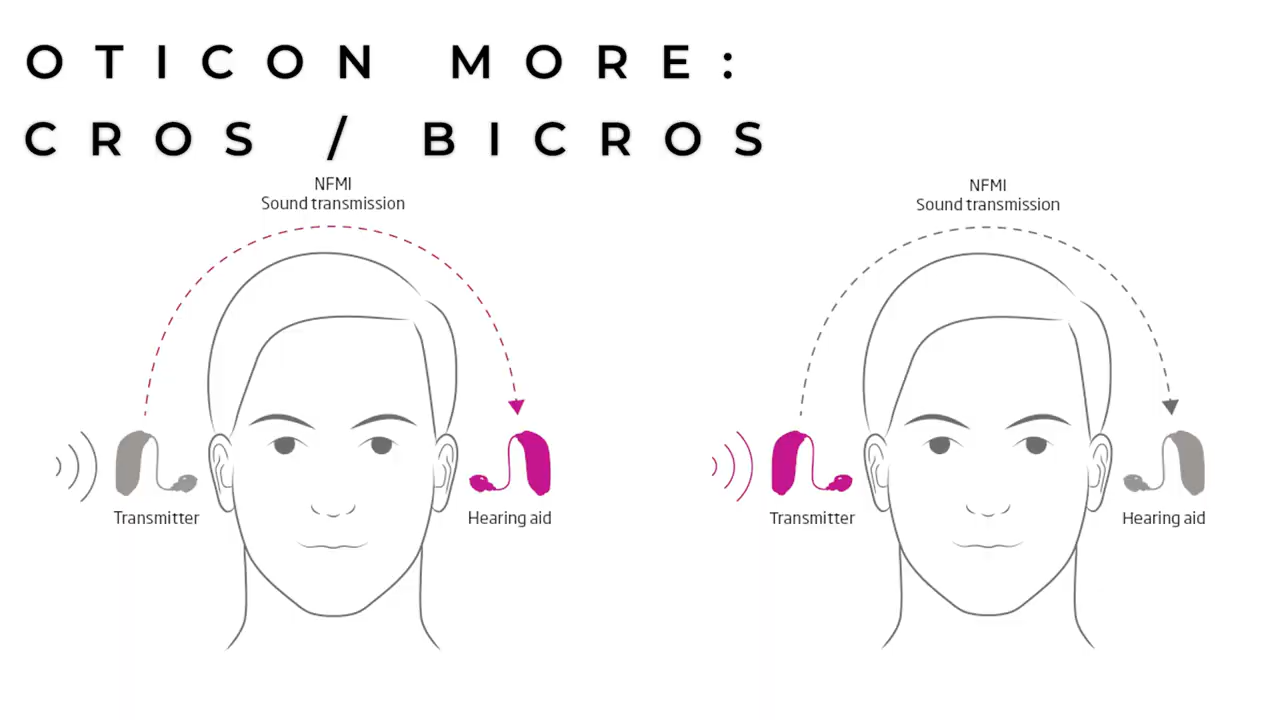 OTICON MORE:
CROS / BICROS
NFMI
Sound transmission
Transmitter
Hearing aid
NFMI
Sound transmission
Transmitter
Hearing aid